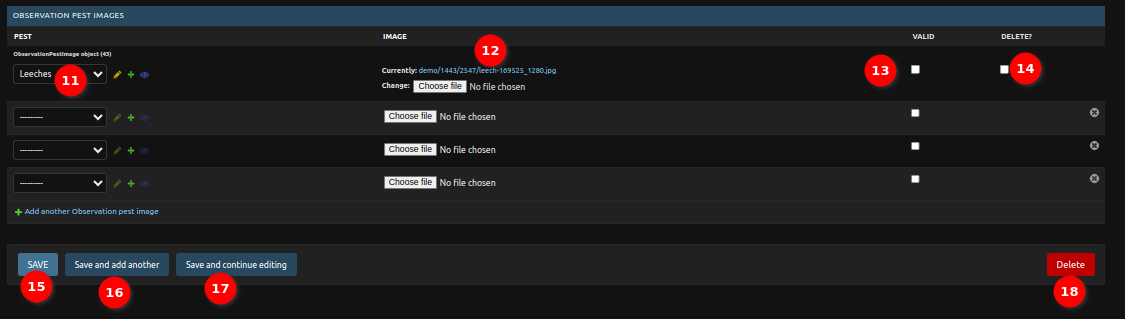 OBSERVATION PEST IMAGES
PEST IMAGE VALID DELETE?
ObservationPestImage object (43)
12
Leeches 11 Currently: demo/1443/2547/leech-169525_1280.jpg 13 14
Change: Choose file No file chosen
--------- Choose file No file chosen
--------- Choose file No file chosen
--------- Choose file No file chosen
Add another Observation pest image
SAVE Save and add another Save and continue editing Delete
15 16 17 18